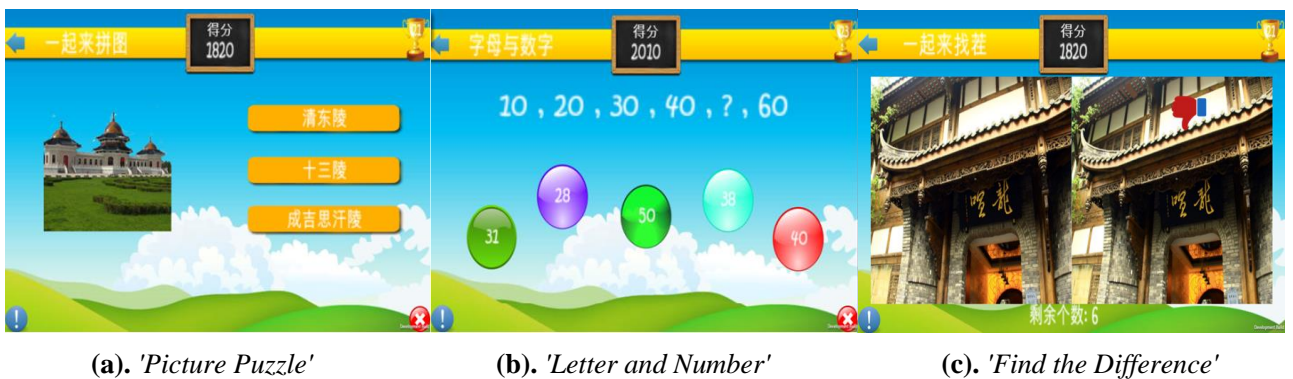 一起来拼图
得分
1820
清东陵
十三陵
成吉思汗陵
(a). 'Picture Puzzle'
字母与数字
得分
2010
10 , 20 , 30 , 40 , ? , 60
31
28
50
38
40
(b). 'Letter and Number'
一起来找茬
得分
1820
剩余个数: 6
(c). 'Find the Difference'